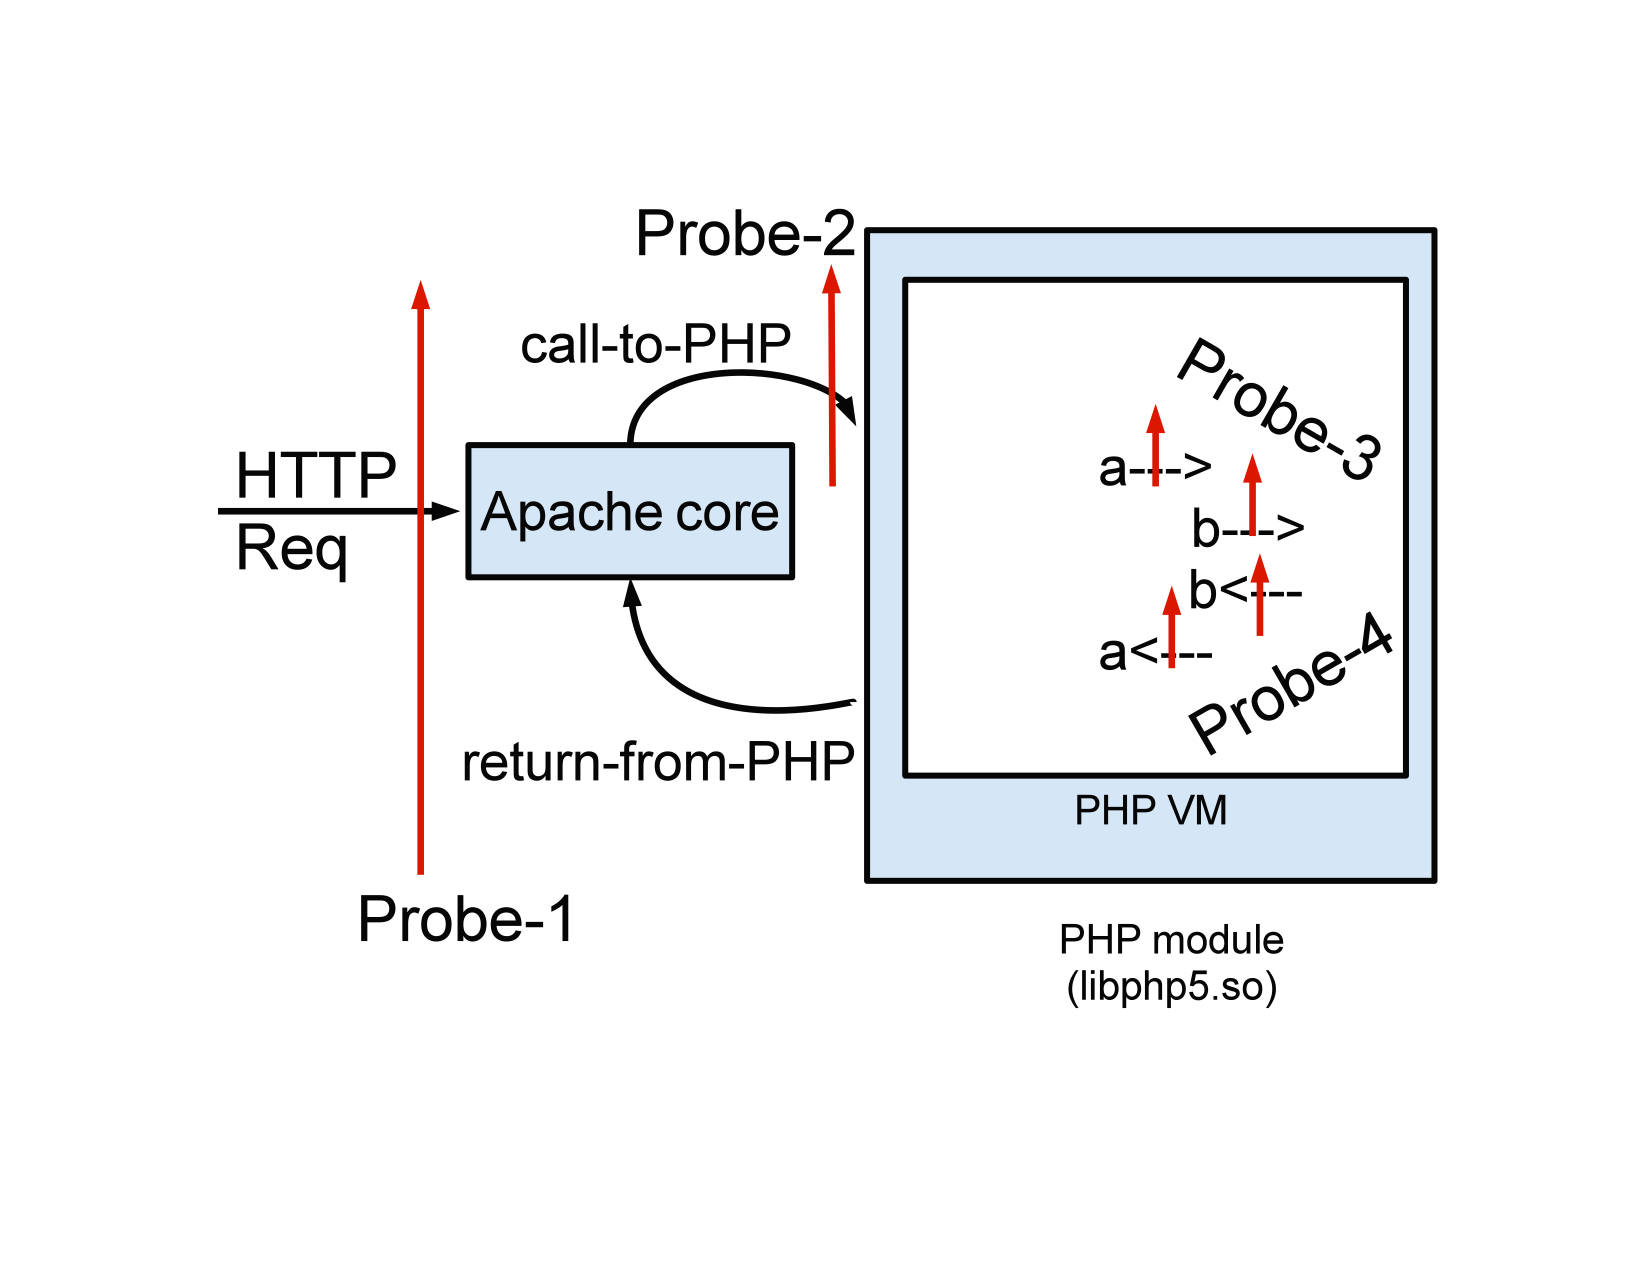 Probe-2
call-to-PHP
HTTP
Req
Apache core
return-from-PHP
Probe-1
Probe-3
a--->
b--->
b<---
a<---
Probe-4
PHP VM
PHP module
(libphp5.so)